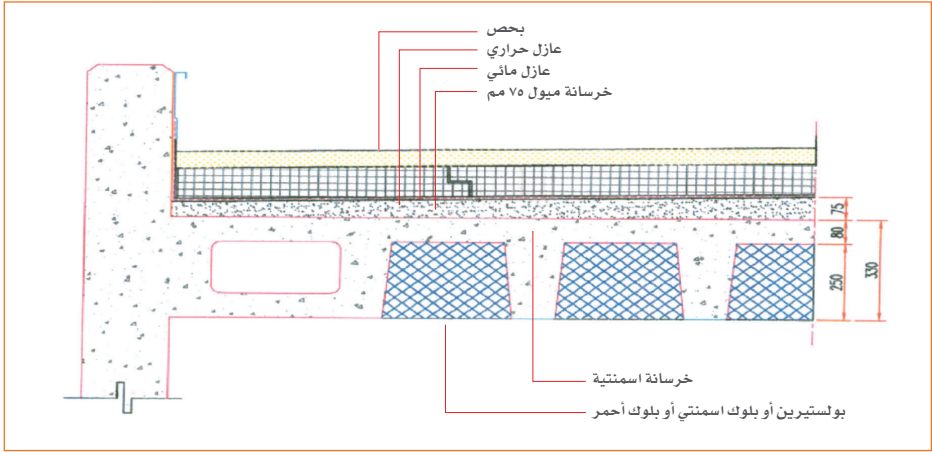 بحص
عازل حراري
عازل مائي
خرسانة ميول ٧٥ مم
75
80
250
330
خرسانة اسمنتية
بولستيرين أو بلوك اسمنتي أو بلوك أحمر